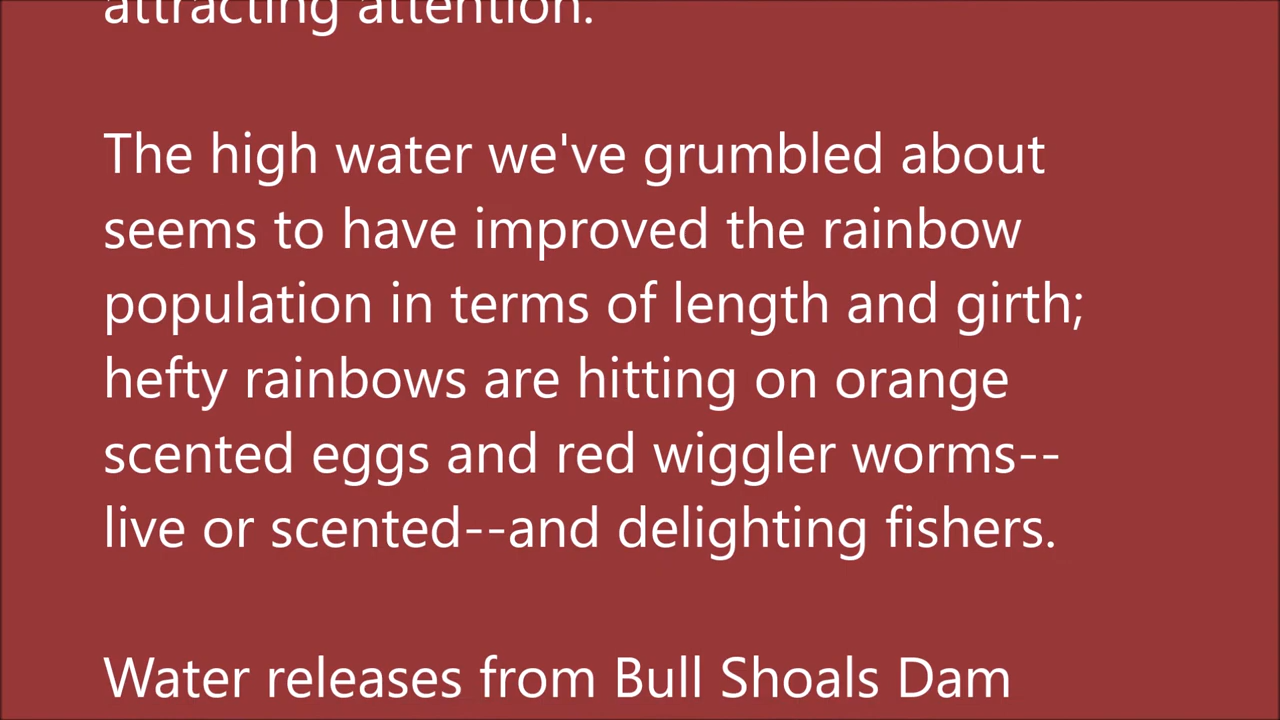 attracting attention.
The high water we've grumbled about
seems to have improved the rainbow
population in terms of length and girth;
hefty rainbows are hitting on orange
scented eggs and red wiggler worms--
live or scented--and delighting fishers.
Water releases from Bull Shoals Dam